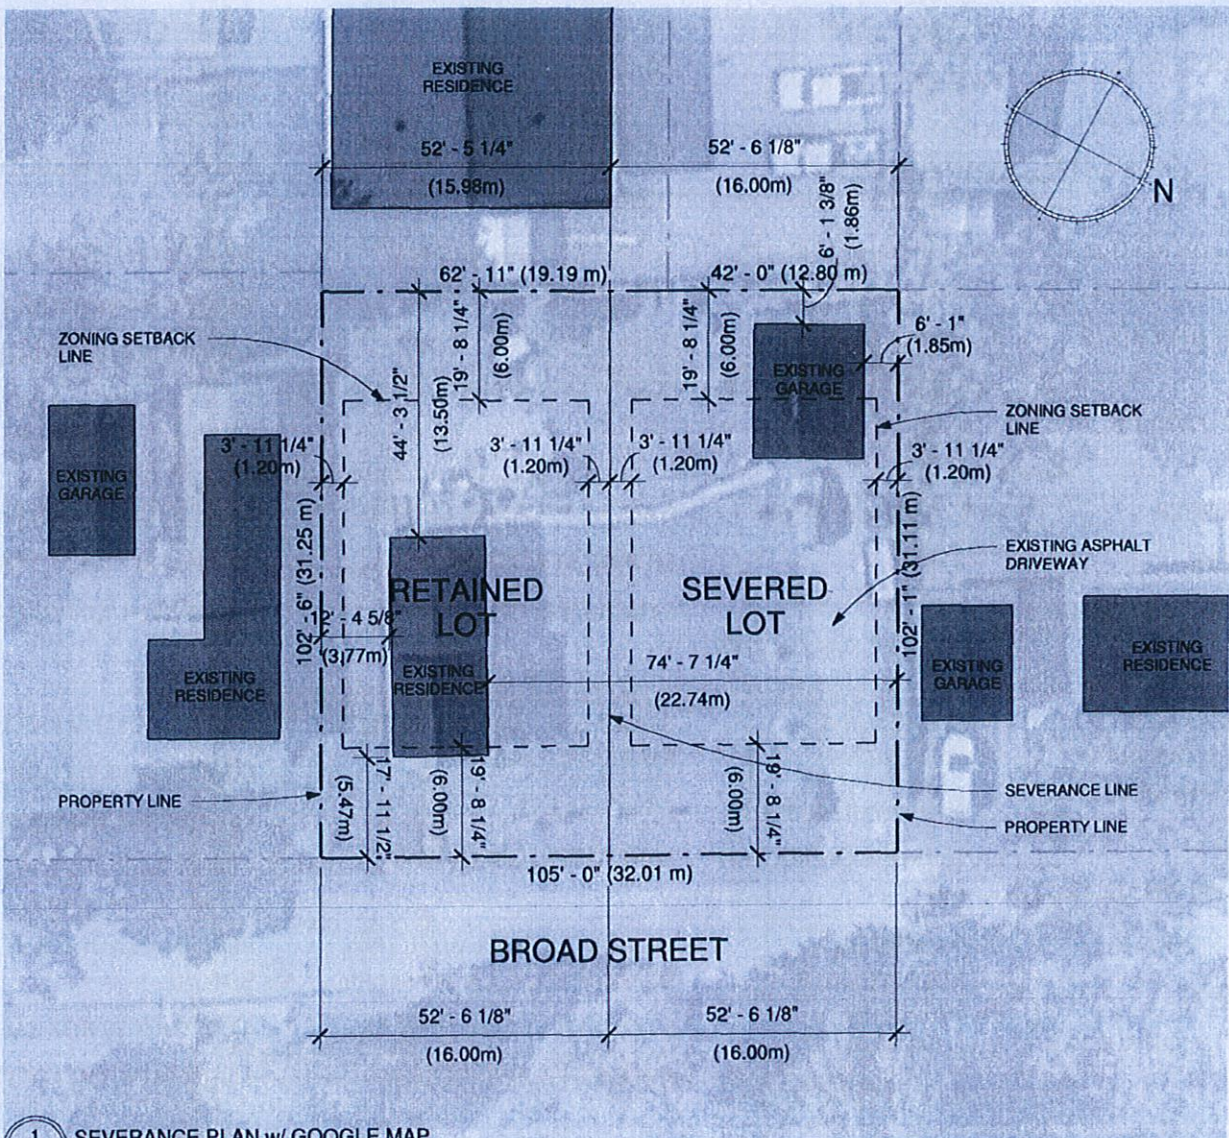 EXISTING
RESIDENCE
52' - 5 1/4"
(15.98m)
52' - 6 1/8"
(16.00m)
N
6' - 1 3/8"
(1.86m)
62' - 11" (19.19 m)
42' - 0" (12.80 m)
ZONING SETBACK
LINE
44' - 3 1/2"
(13.50m)
19' - 8 1/4"
(6.00m)
19' - 8 1/4"
(6.00m)
6' - 1"
(1.85m)
EXISTING
GARAGE
ZONING SETBACK
LINE
3' - 11 1/4"
(1.20m)
3' - 11 1/4"
(1.20m)
3' - 11 1/4"
(1.20m)
3' - 11 1/4"
(1.20m)
EXISTING
GARAGE
102' - 6" (31.25 m)
102' - 1" (31.11 m)
EXISTING ASPHALT
DRIVEWAY
RETAINED
LOT
SEVERED
LOT
12' - 4 5/8"
(3.77m)
74' - 7 1/4"
(22.74m)
EXISTING
RESIDENCE
EXISTING
RESIDENCE
EXISTING
GARAGE
EXISTING
RESIDENCE
17' - 11 1/2"
(5.47m)
19' - 8 1/4"
(6.00m)
19' - 8 1/4"
(6.00m)
PROPERTY LINE
SEVERANCE LINE
PROPERTY LINE
105' - 0" (32.01 m)
BROAD STREET
52' - 6 1/8"
(16.00m)
52' - 6 1/8"
(16.00m)
1 SEVERANCE PLAN w/ GOOGLE MAP